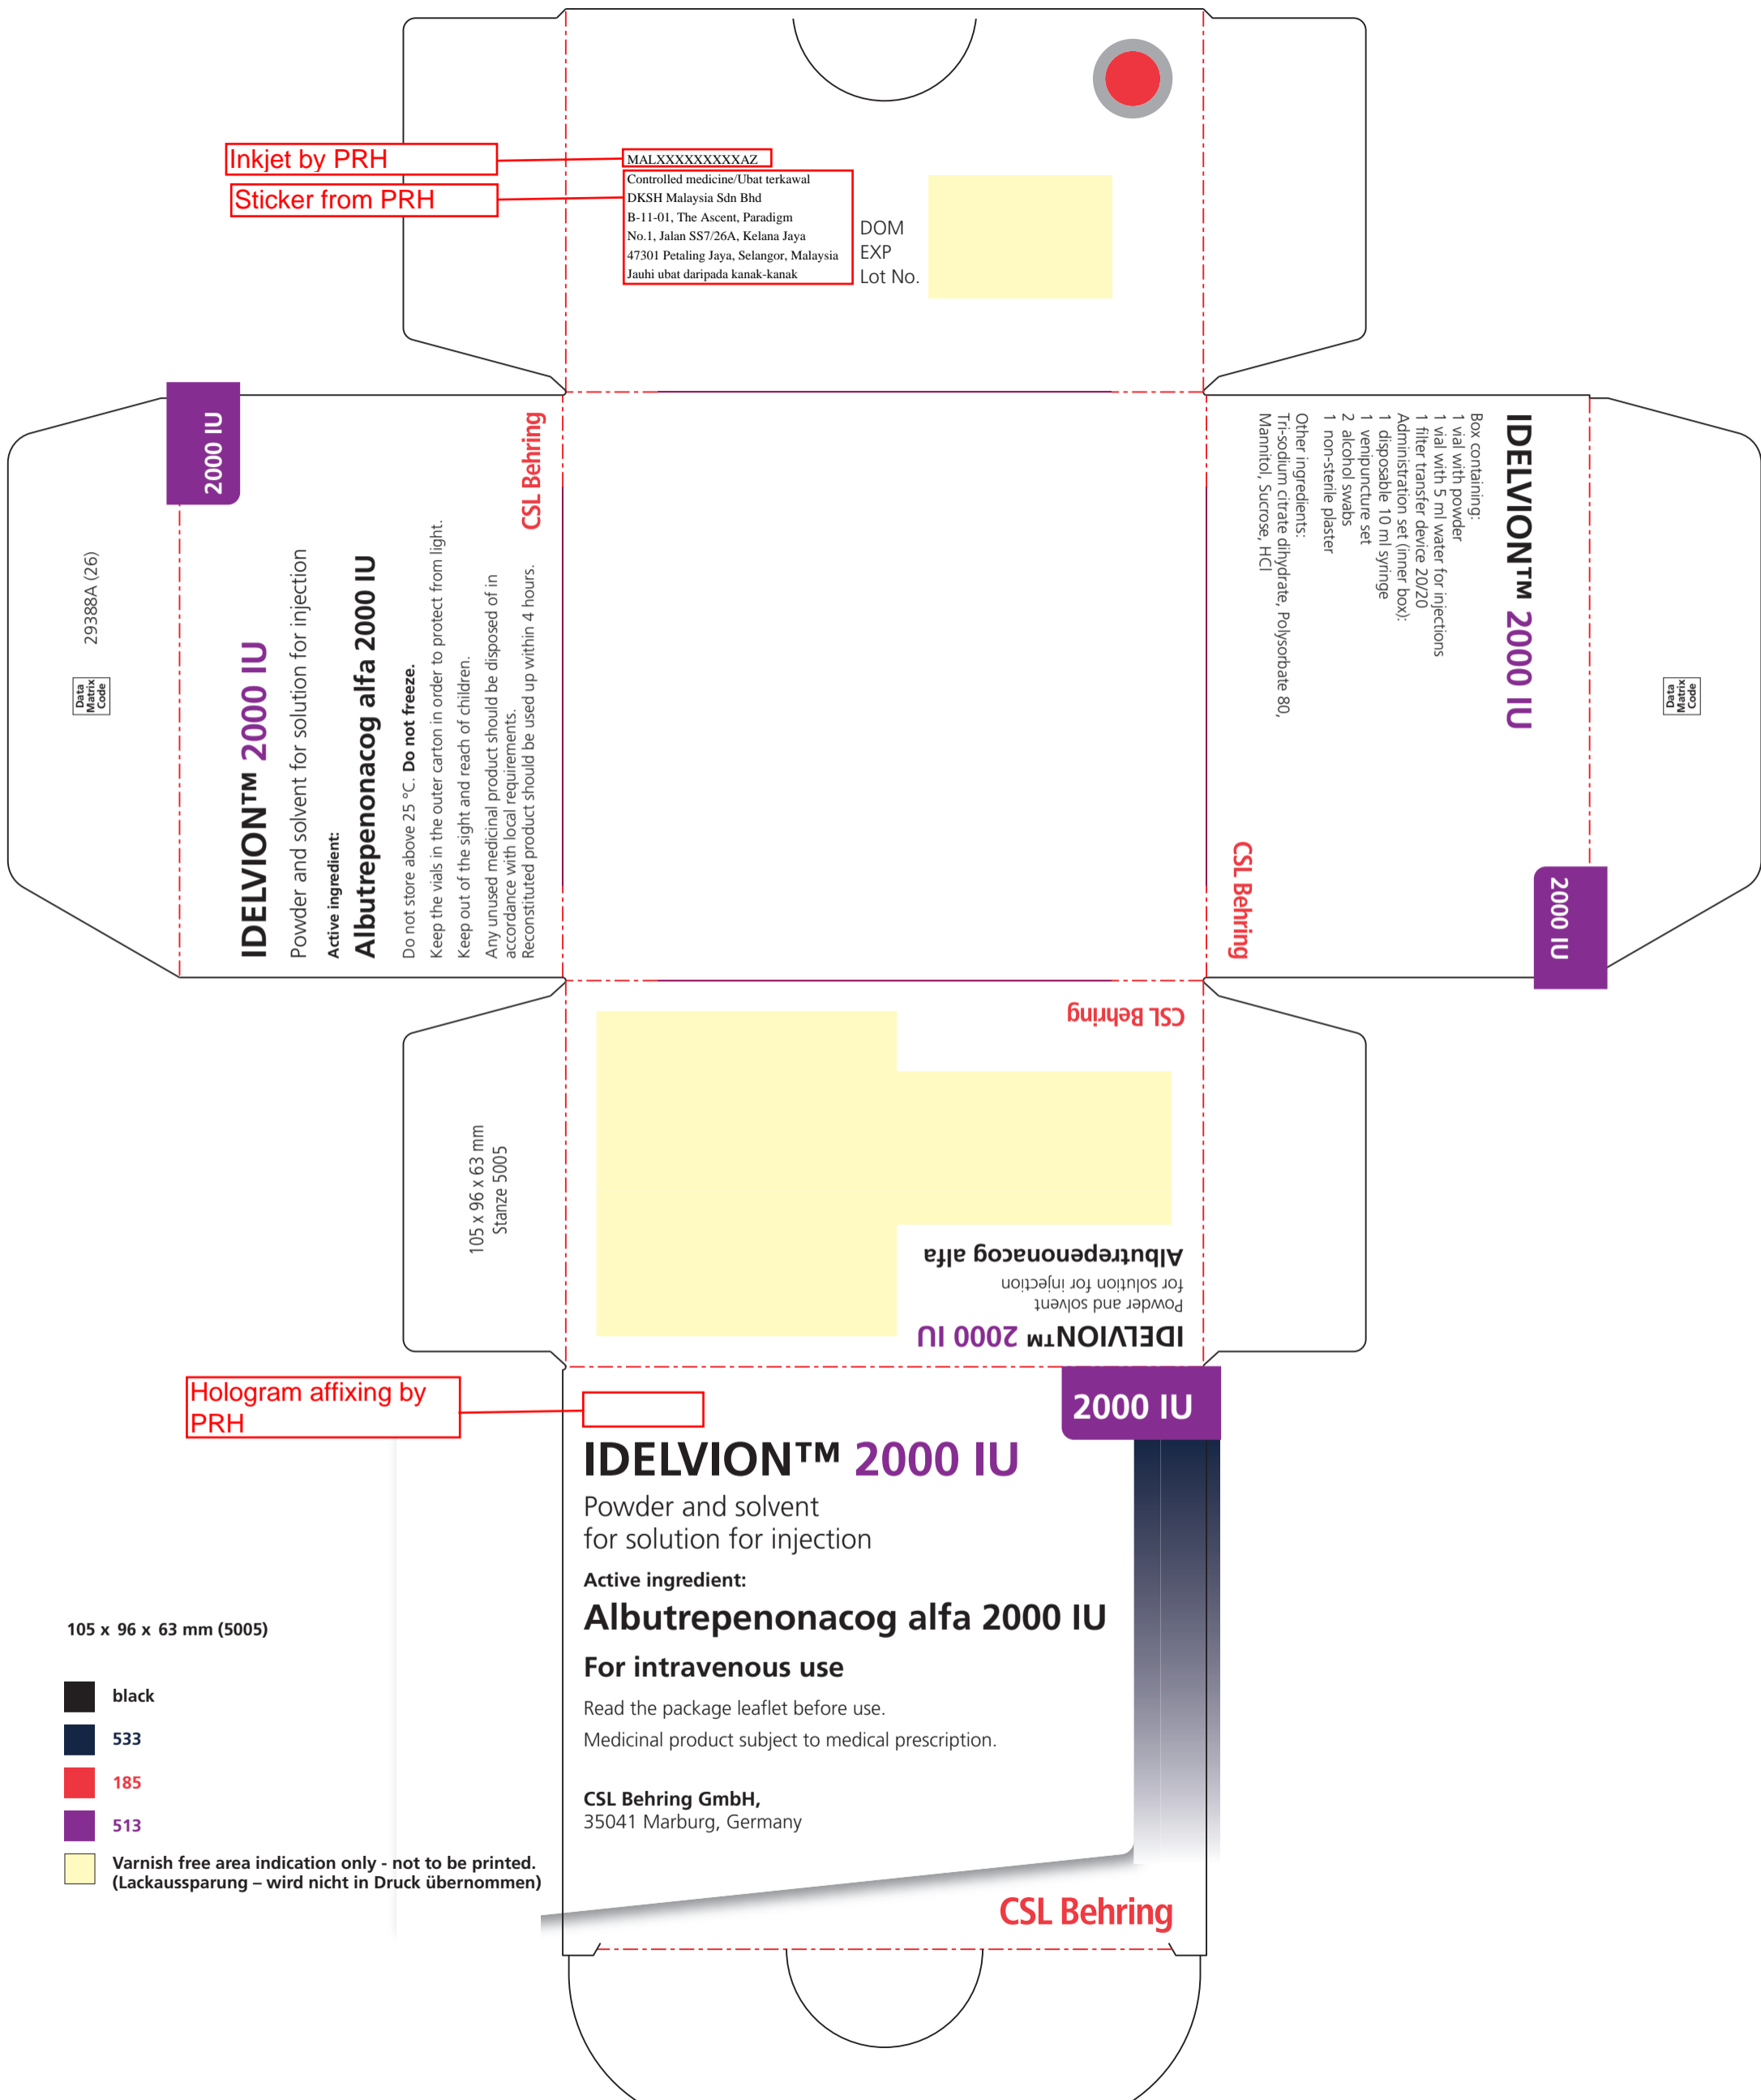 Inkjet by PRH
Sticker from PRH
MALXXXXXXXXXAZ
Controlled medicine/Ubat terkawal
DKSH Malaysia Sdn Bhd
B-11-01, The Ascent, Paradigm
No.1, Jalan SS7/26A, Kelana Jaya
47301 Petaling Jaya, Selangor, Malaysia
Jauhi ubat daripada kanak-kanak
DOM
EXP
Lot No.
29388A (26)
Data
Matrix
Code
2000 IU
IDELVION™ 2000 IU
Powder and solvent for solution for injection
Active ingredient:
Albutrepenonacog alfa 2000 IU
Do not store above 25 °C. Do not freeze.
Keep the vials in the outer carton in order to protect from light.
Keep out of the sight and reach of children.
Any unused medicinal product should be disposed of in
accordance with local requirements.
Reconstituted product should be used up within 4 hours.
CSL Behring
IDELVION™ 2000 IU
Box containing:
1 vial with powder
1 vial with 5 ml water for injections
1 filter transfer device 20/20
Administration set (inner box):
1 disposable 10 ml syringe
1 venipuncture set
2 alcohol swabs
1 non-sterile plaster
Other ingredients:
Tri-sodium citrate dihydrate, Polysorbate 80,
Mannitol, Sucrose, HCl
CSL Behring
2000 IU
Data
Matrix
Code
105 x 96 x 63 mm
Stanze 5005
IDELVION™ 2000 IU
Powder and solvent
for solution for injection
Albutrepenonacog alfa
CSL Behring
Hologram affixing by
PRH
2000 IU
IDELVION™ 2000 IU
Powder and solvent
for solution for injection
Active ingredient:
Albutrepenonacog alfa 2000 IU
For intravenous use
Read the package leaflet before use.
Medicinal product subject to medical prescription.
CSL Behring GmbH,
35041 Marburg, Germany
CSL Behring
105 x 96 x 63 mm (5005)
black
533
185
513
Varnish free area indication only - not to be printed.
(Lackaussparung – wird nicht in Druck übernommen)